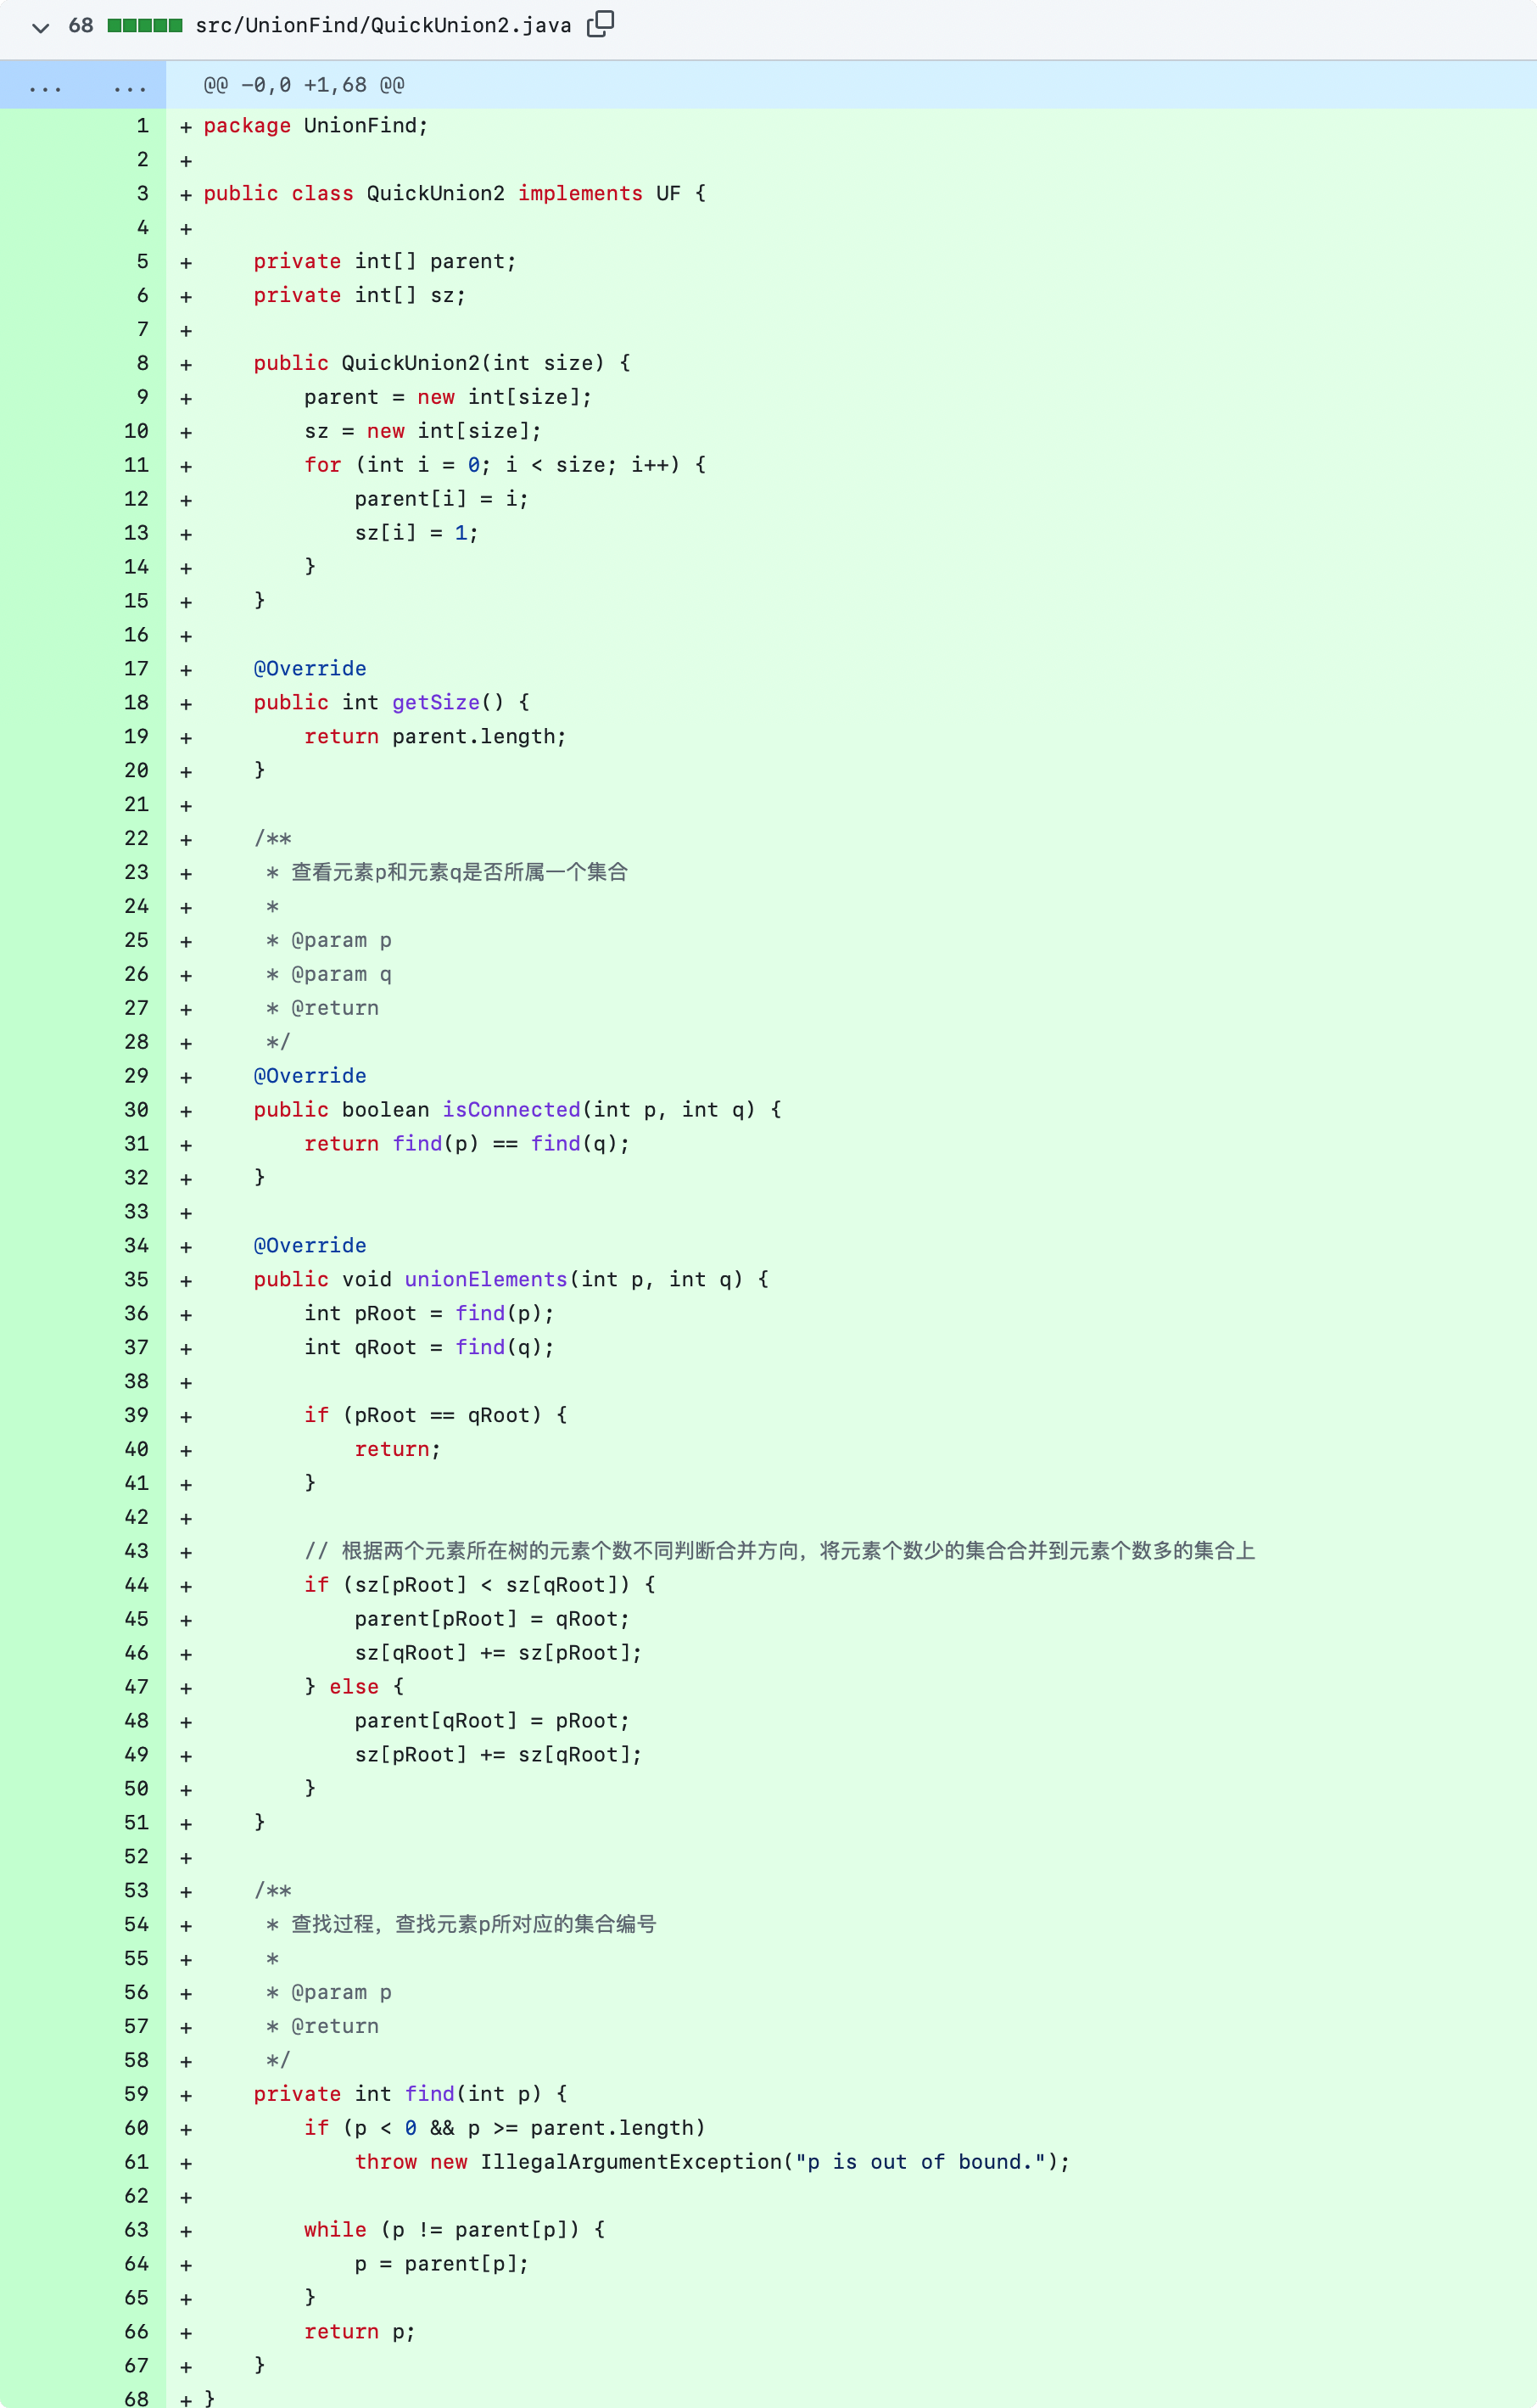 68 src/UnionFind/QuickUnion2.java
... ... @@ -0,0 +1,68 @@
1 + package UnionFind;
2 +
3 + public class QuickUnion2 implements UF {
4 +
5 +     private int[] parent;
6 +     private int[] sz;
7 +
8 +     public QuickUnion2(int size) {
9 +         parent = new int[size];
10 +         sz = new int[size];
11 +         for (int i = 0; i < size; i++) {
12 +             parent[i] = i;
13 +             sz[i] = 1;
14 +         }
15 +     }
16 +
17 +     @Override
18 +     public int getSize() {
19 +         return parent.length;
20 +     }
21 +
22 +     /**
23 +      * 查看元素p和元素q是否所属一个集合
24 +      *
25 +      * @param p
26 +      * @param q
27 +      * @return
28 +      */
29 +     @Override
30 +     public boolean isConnected(int p, int q) {
31 +         return find(p) == find(q);
32 +     }
33 +
34 +     @Override
35 +     public void unionElements(int p, int q) {
36 +         int pRoot = find(p);
37 +         int qRoot = find(q);
38 +
39 +         if (pRoot == qRoot) {
40 +             return;
41 +         }
42 +
43 +         // 根据两个元素所在树的元素个数不同判断合并方向，将元素个数少的集合合并到元素个数多的集合上
44 +         if (sz[pRoot] < sz[qRoot]) {
45 +             parent[pRoot] = qRoot;
46 +             sz[qRoot] += sz[pRoot];
47 +         } else {
48 +             parent[qRoot] = pRoot;
49 +             sz[pRoot] += sz[qRoot];
50 +         }
51 +     }
52 +
53 +     /**
54 +      * 查找过程，查找元素p所对应的集合编号
55 +      *
56 +      * @param p
57 +      * @return
58 +      */
59 +     private int find(int p) {
60 +         if (p < 0 && p >= parent.length)
61 +             throw new IllegalArgumentException("p is out of bound.");
62 +
63 +         while (p != parent[p]) {
64 +             p = parent[p];
65 +         }
66 +         return p;
67 +     }
68 + }